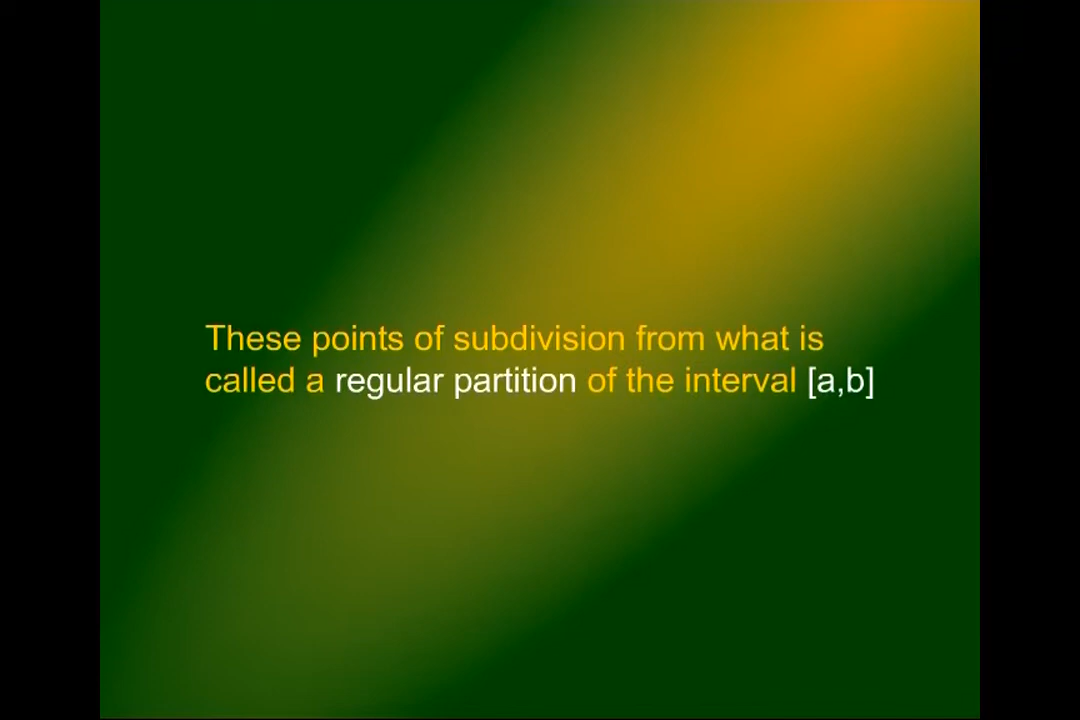 These points of subdivision from what is
called a regular partition of the interval [a,b]